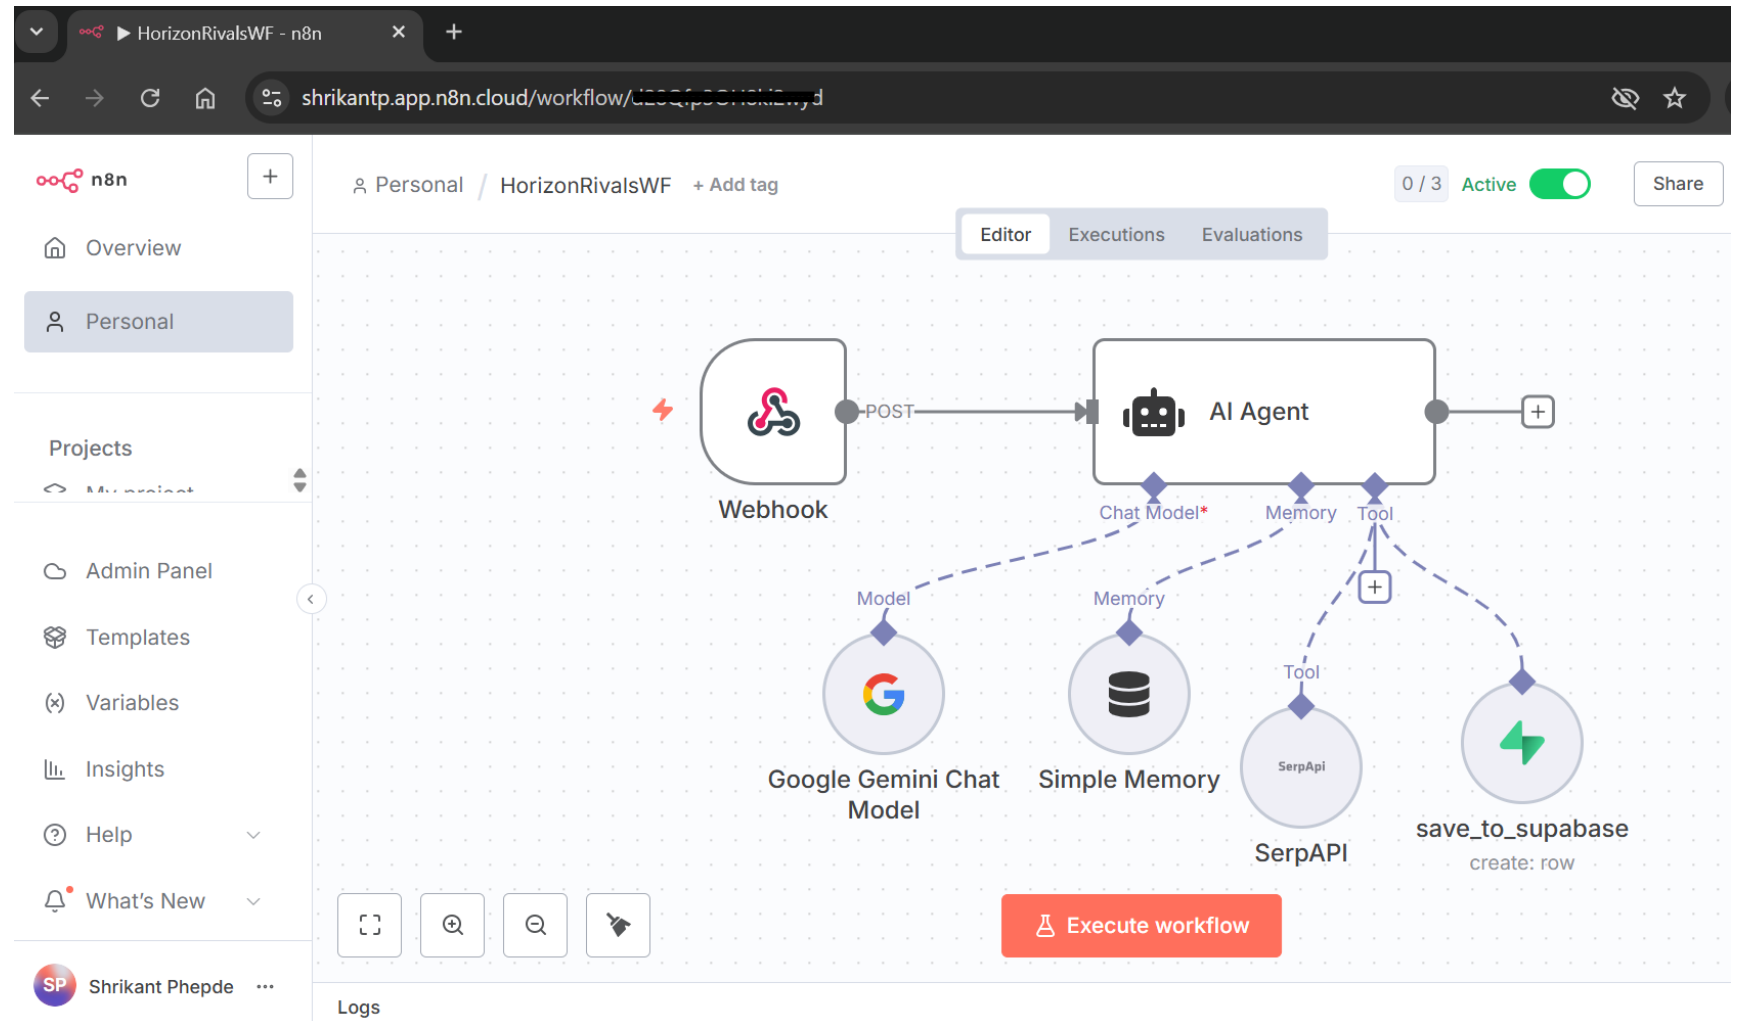 HorizonRivalsWF - n8n
shrikantp.app.n8n.cloud/workflow/
n8n
Personal / HorizonRivalsWF + Add tag
0 / 3 Active
Share
Editor Executions Evaluations
Overview
Personal
Projects
My project
Admin Panel
Templates
Variables
Insights
Help
What's New
SP Shrikant Phepde ...
POST
AI Agent
Webhook
Chat Model*
Memory
Tool
Model
Memory
Tool
SerpApi
Google Gemini Chat
Model
Simple Memory
SerpAPI
save_to_supabase
create: row
Execute workflow
Logs